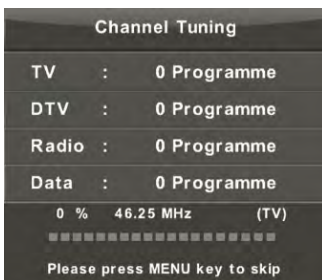 Channel Tuning
TV : 0 Programme
DTV : 0 Programme
Radio : 0 Programme
Data : 0 Programme
0 % 46.25 MHz (TV)
Please press MENU key to skip